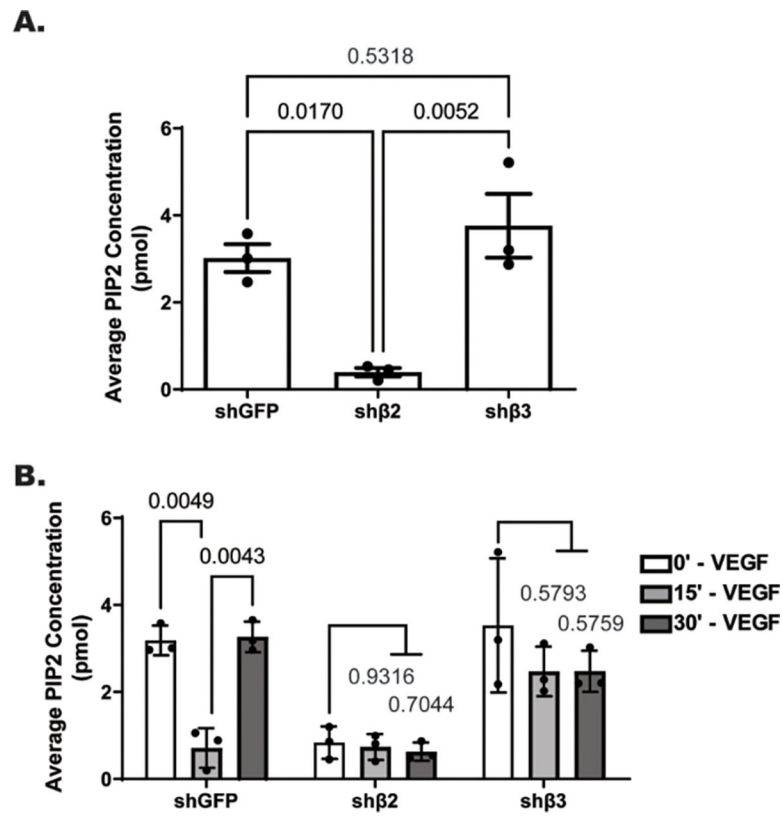 A.
0.5318
0.0170 0.0052
Average PIP2 Concentration
(pmol)
6
4
2
0
shGFP shβ2 shβ3
B.
0.0049
0.0043
Average PIP2 Concentration
(pmol)
6
4
2
0
0.9316
0.7044
0.5793
0.5759
shGFP shβ2 shβ3
0' - VEGF
15' - VEGF
30' - VEGF